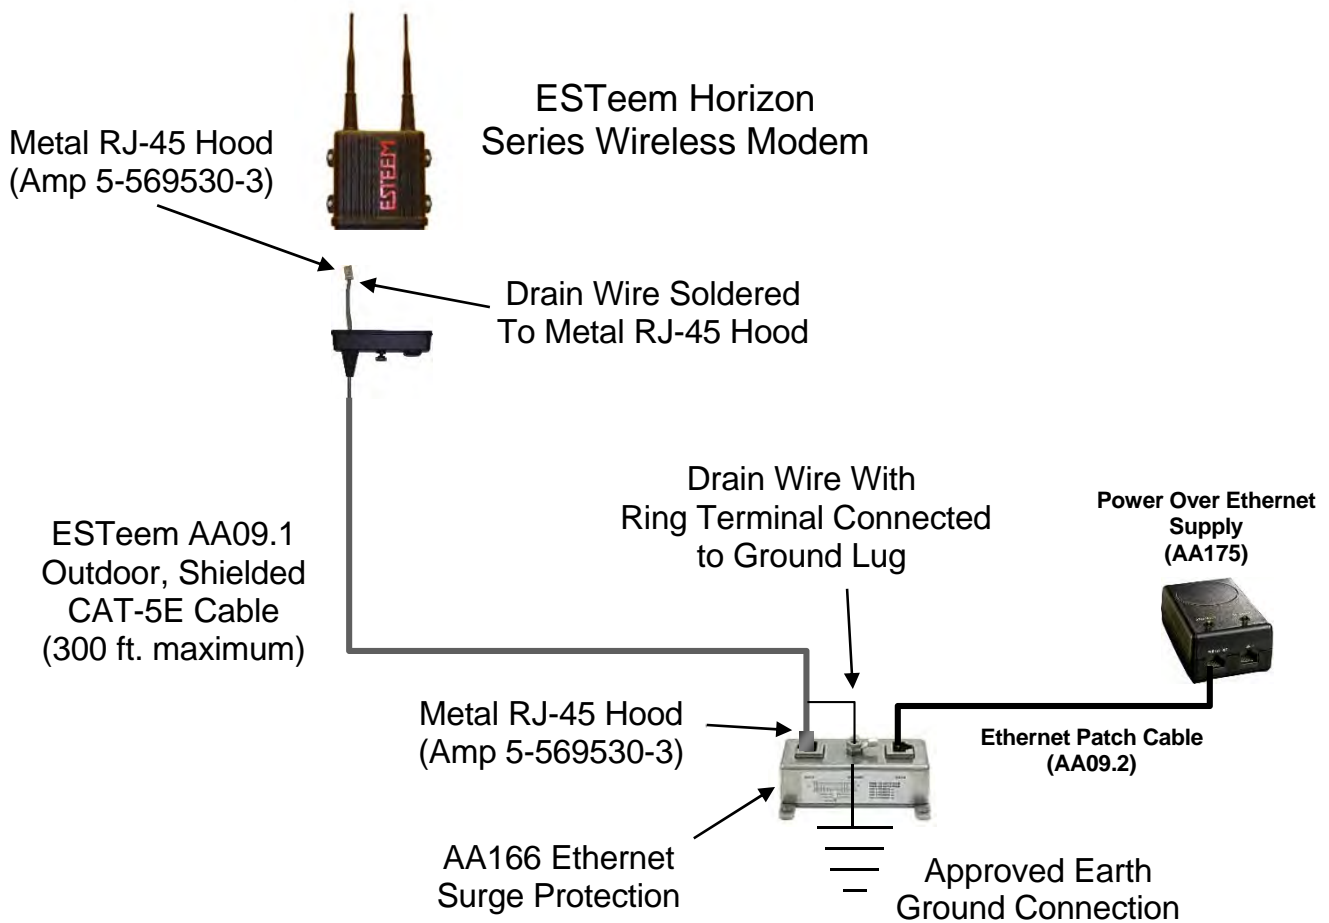 ESTeem Horizon
Series Wireless Modem
Metal RJ-45 Hood
(Amp 5-569530-3)
ESTEEM
Drain Wire Soldered
To Metal RJ-45 Hood
Drain Wire With
Ring Terminal Connected
to Ground Lug
Power Over Ethernet
Supply
(AA175)
ESTeem AA09.1
Outdoor, Shielded
CAT-5E Cable
(300 ft. maximum)
Metal RJ-45 Hood
(Amp 5-569530-3)
Ethernet Patch Cable
(AA09.2)
AA166 Ethernet
Surge Protection
Approved Earth
Ground Connection